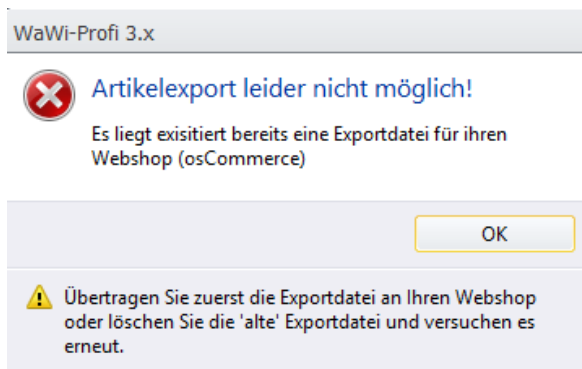 WaWi-Profi 3.x
Artikelexport leider nicht möglich!
Es liegt exisitiert bereits eine Exportdatei für ihren
Webshop (osCommerce)
OK
Übertragen Sie zuerst die Exportdatei an Ihren Webshop
oder löschen Sie die 'alte' Exportdatei und versuchen es
erneut.